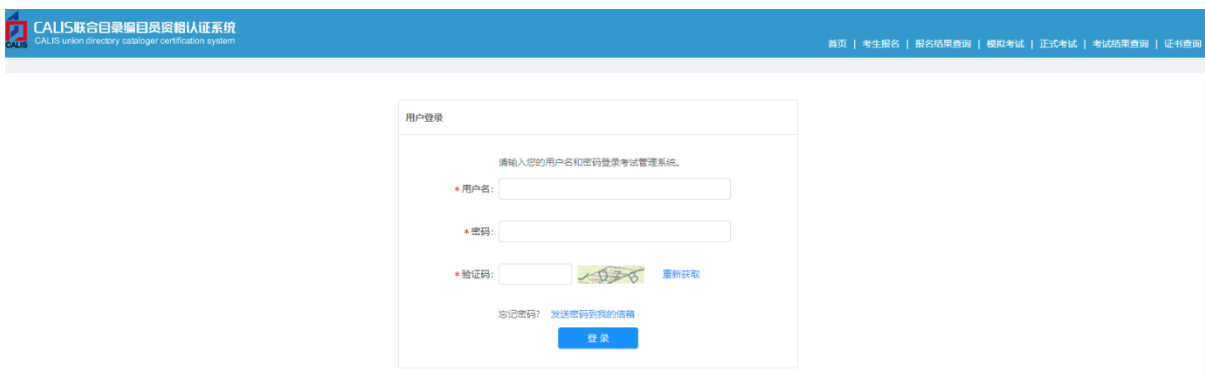 CALIS联合目录编目员资格认证系统
CALIS union directory cataloger certification system
CALIS
首页 | 考生报名 | 报名结果查询 | 模拟考试 | 正式考试 | 考试结果查询 | 证书查询
用户登录
请输入您的用户名和密码登录考试管理系统。
*用户名:
*密码:
*验证码: 重新获取
忘记密码? 发送密码到我的信箱
登 录